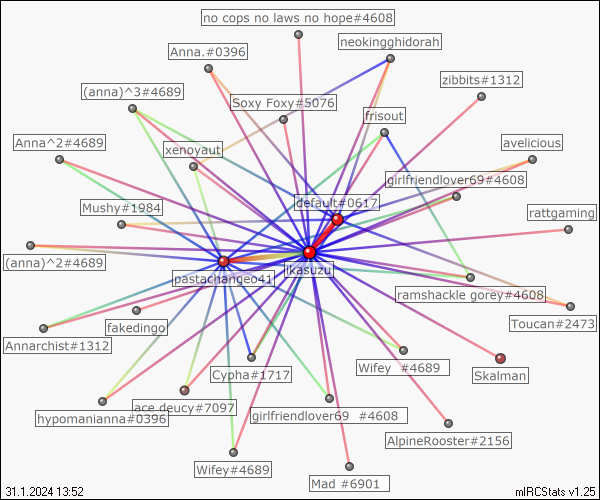 no cops no laws no hope#4608
neokingghidorah
Anna.#0396
zibbits#1312
(anna)^3#4689
Soxy Foxy#5076
frisout
Anna^2#4689
xenoyaut
avelicious
girlfriendlover69#4608
default#0617
Mushy#1984
rattgaming
(anna)^2#4689
likasuzu
pastachangeo41
ramshackle gorey#4608
fakedingo
Toucan#2473
Annarchist#1312
Wifey #4689
Cypha#1717
Skalman
ace deucy#7097
hypomanianna#0396
girlfriendlover69 #4608
AlpineRooster#2156
Wifey#4689
Mad #6901
31.1.2024 13:52
mIRCStats v1.25